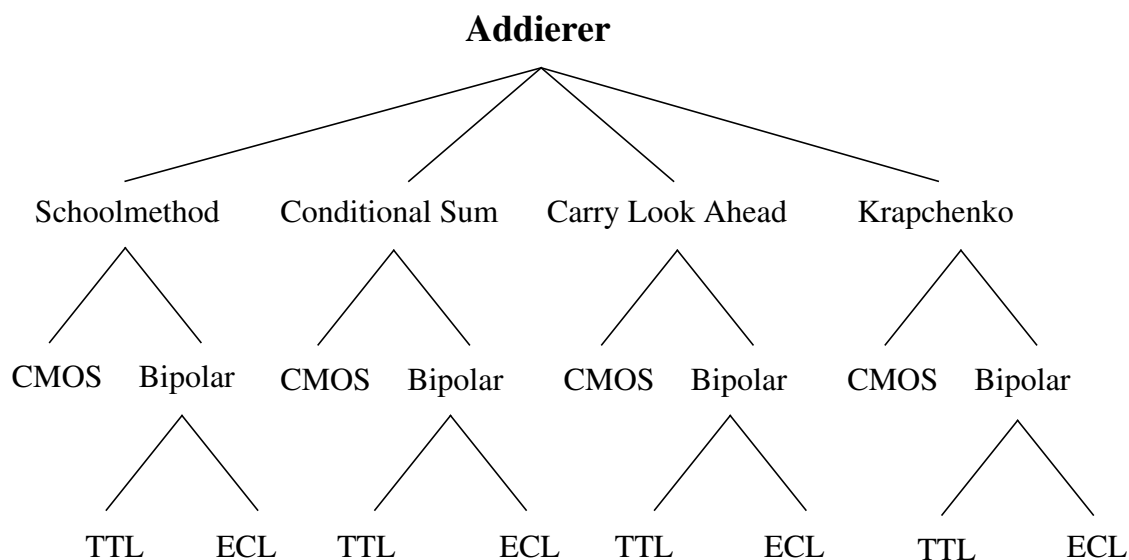 Addierer
Schoolmethod Conditional Sum Carry Look Ahead Krapchenko
CMOS Bipolar CMOS Bipolar CMOS Bipolar CMOS Bipolar
TTL ECL TTL ECL TTL ECL TTL ECL